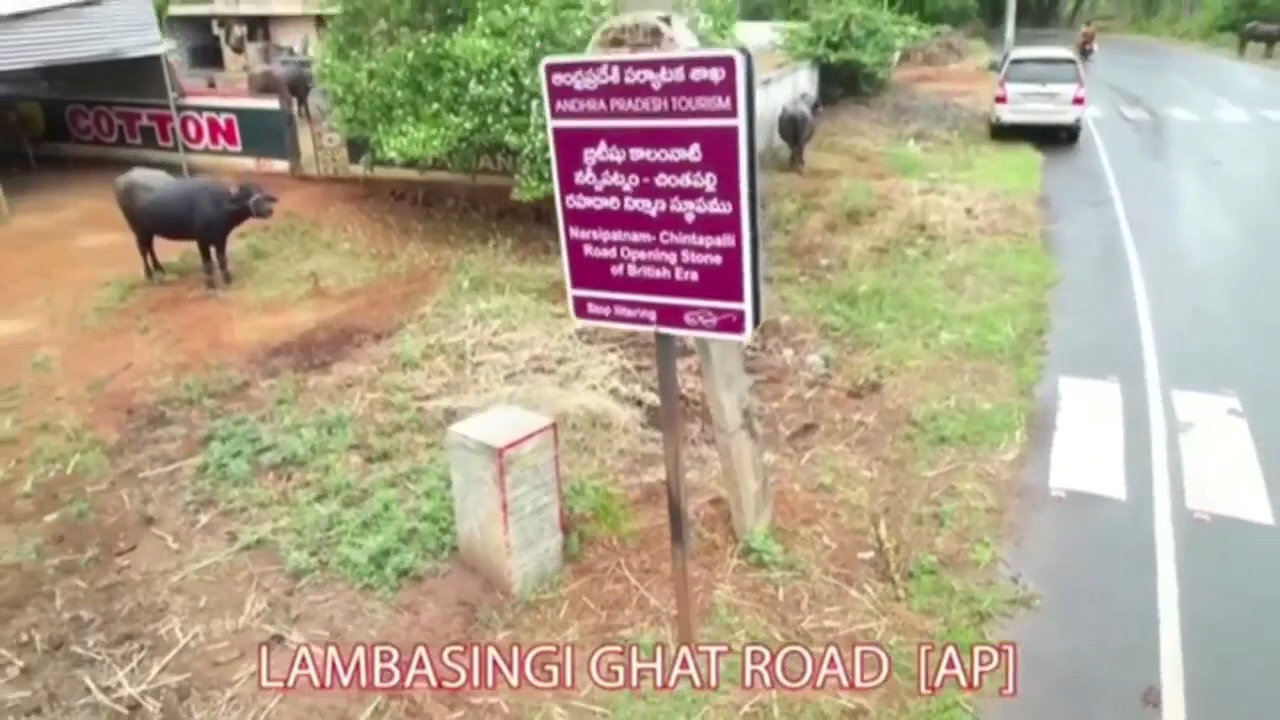 ఆంధ్రప్రదేశ్ పర్యాటక శాఖ
ANDHRA PRADESH TOURISM
బ్రిటీషు కాలంనాటి
నర్సీపట్నం - చింతపల్లి
రహదారి నిర్మాణ స్థూపము
Narsipatnam- Chintapalli
Road Opening Stone
of British Era
Stop littering
COTTON
LAMBASINGI GHAT ROAD [AP]